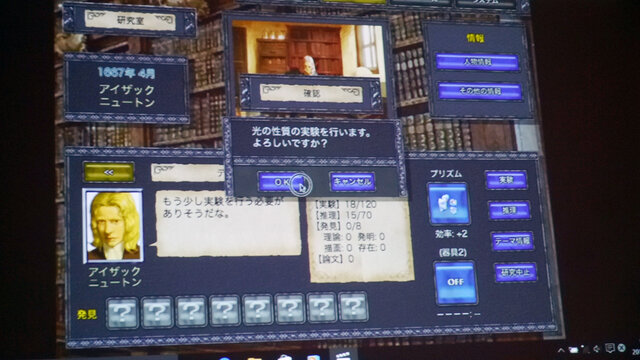 研究室
1667年 4月
アイザック
ニュートン
確認
光の性質の実験を行います。
よろしいですか?
OK
キャンセル
情報
人物情報
その他の情報
<<
もう少し実験を行う必要が
ありそうだな。
アイザック
ニュートン
【実験】18/120
【推理】15/70
【発見】0/8
理論: 0 発明: 0
描画: 0 存在: 0
【論文】0
プリズム
効率: +2
(器具2)
OFF
----:--
実験
推理
テーマ情報
研究中止
発見
? ? ? ? ? ? ? ?